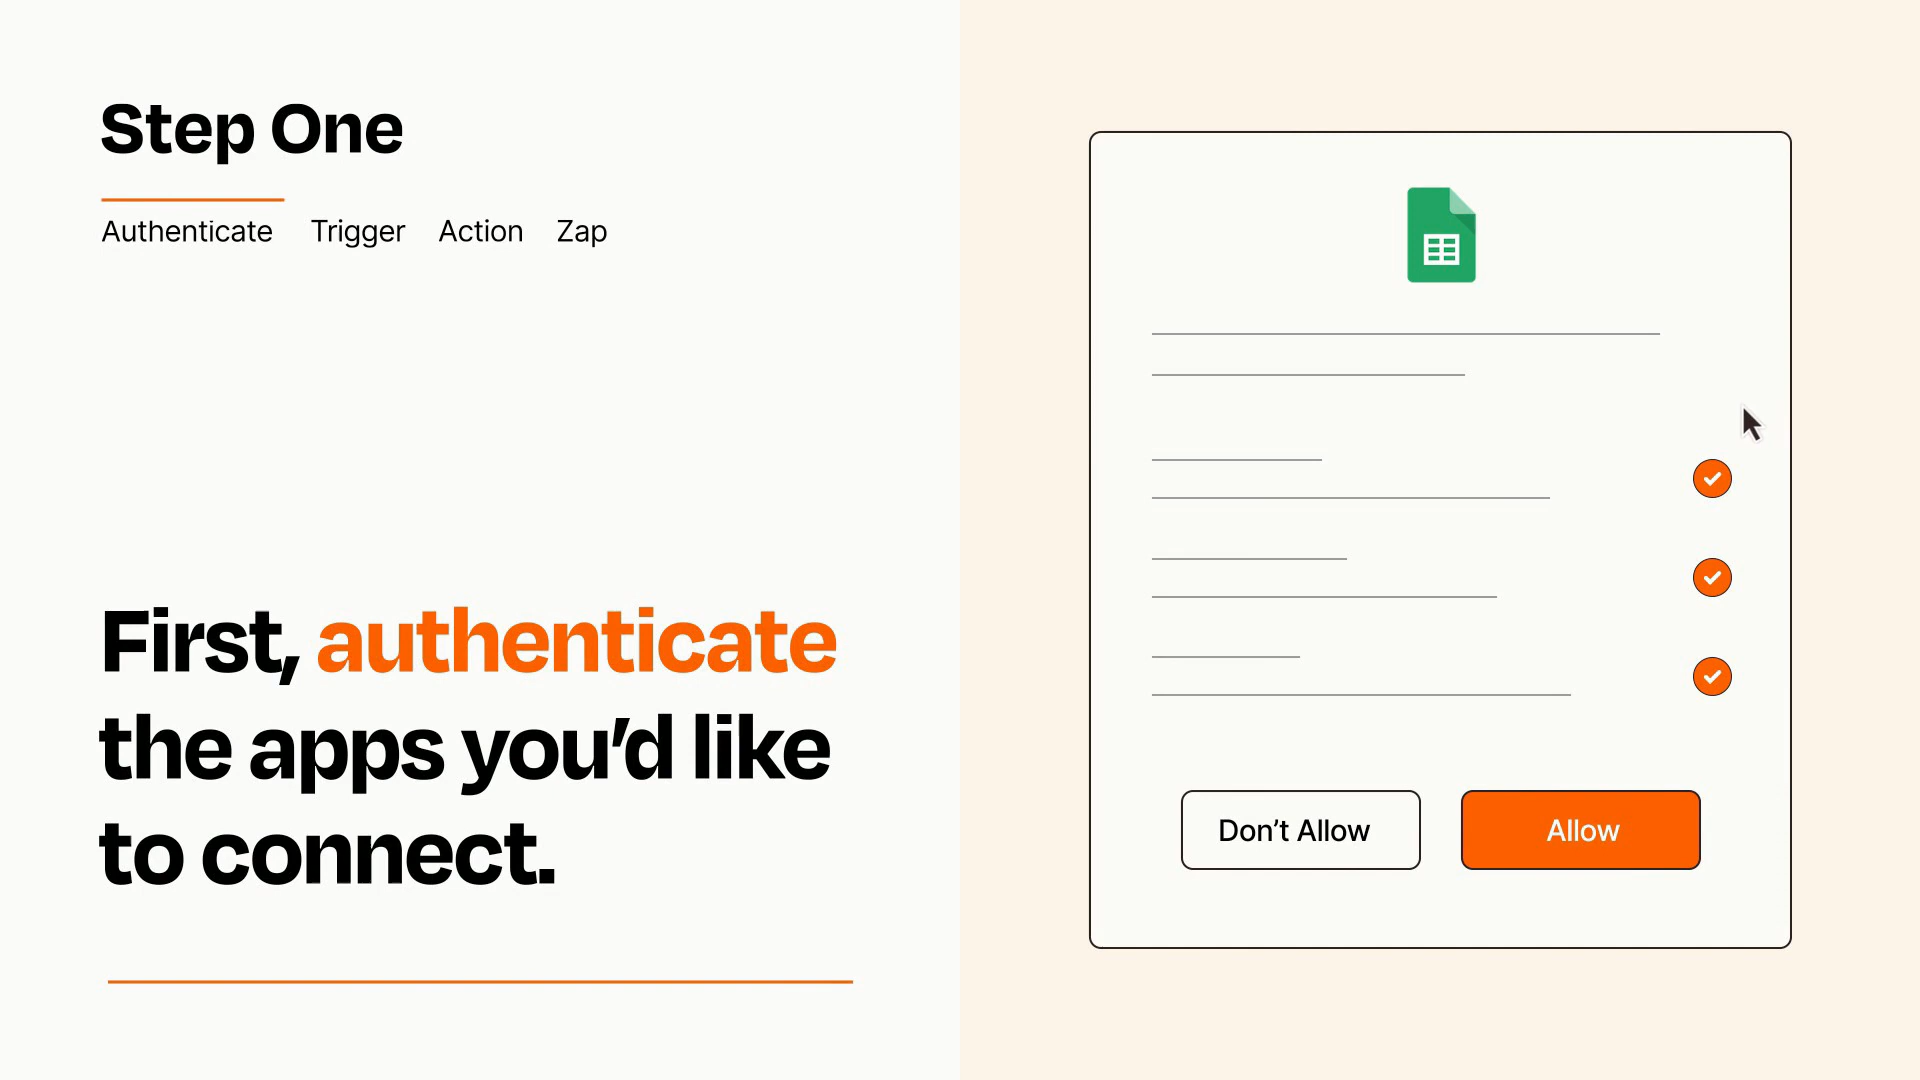 Step One
Authenticate Trigger Action Zap
First, authenticate
the apps you’d like
to connect.
Don’t Allow
Allow